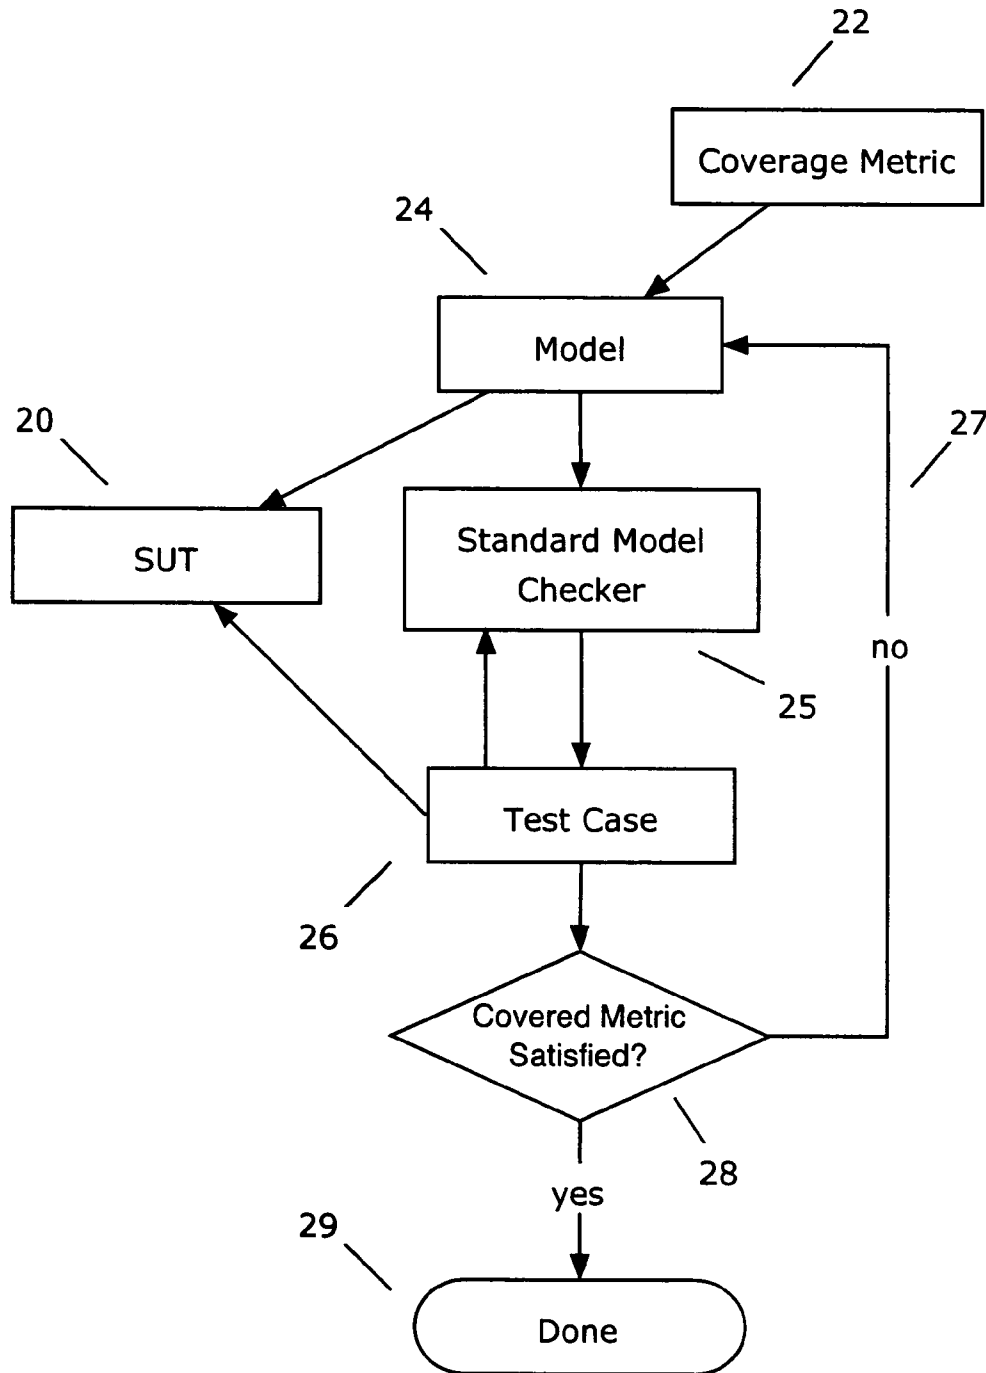 22
Coverage Metric
24
Model
20
27
SUT
Standard Model
Checker
no
25
Test Case
26
Covered Metric
Satisfied?
28
yes
29
Done